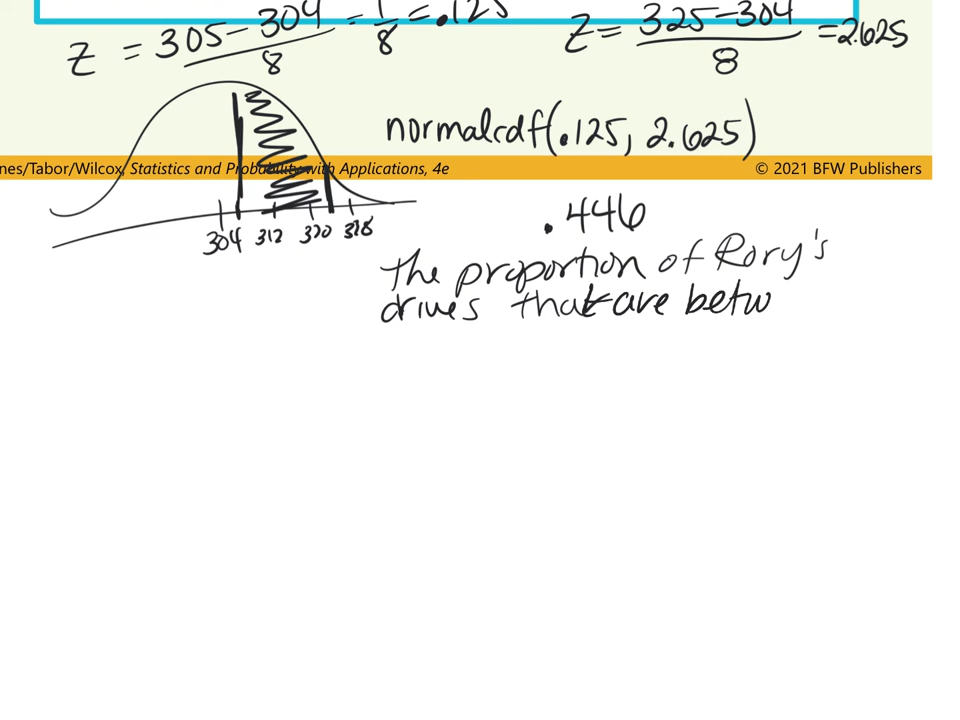 z = 305-304/8 = 1/8 = .125
z = 325-304/8 = 2.625
normalcdf(.125, 2.625)
nes/Tabor/Wilcox, Statistics and Probability with Applications, 4e
© 2021 BFW Publishers
.446
304 312 320 328
The proportion of Rory's
drives that are betw